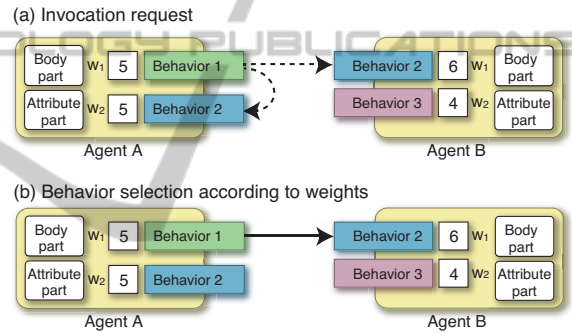 (a) Invocation request
OLOGY PUBLICATIONS
Body part w1 5 Behavior 1 Behavior 2 6 w1 Body part
Attribute part w2 5 Behavior 2 Behavior 3 4 w2 Attribute part
Agent A Agent B
(b) Behavior selection according to weights
Body part w1 5 Behavior 1 Behavior 2 6 w1 Body part
Attribute part w2 5 Behavior 2 Behavior 3 4 w2 Attribute part
Agent A Agent B